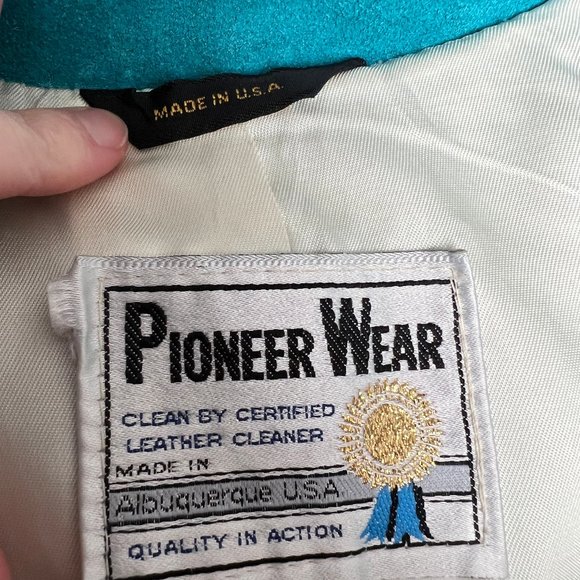 MADE IN U.S.A.
PIONEER WEAR
CLEAN BY CERTIFIED
LEATHER CLEANER
MADE IN
Albuquerque U.S.A.
QUALITY IN ACTION